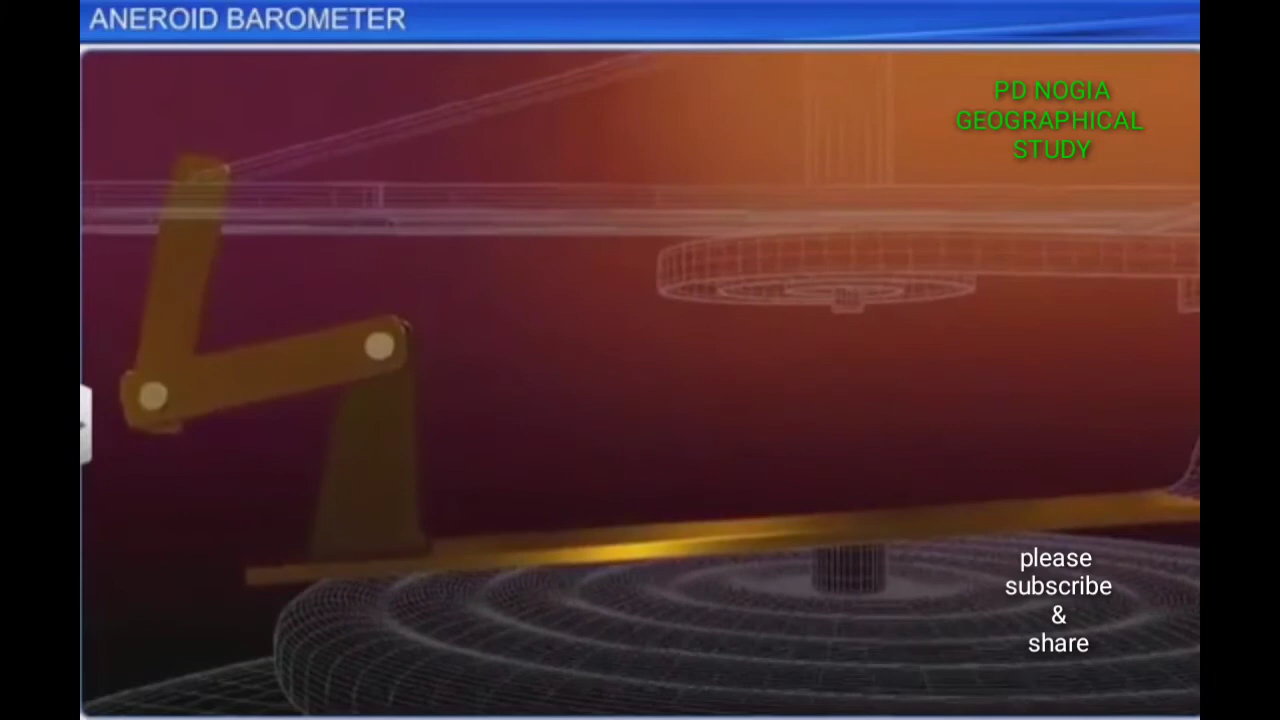 ANEROID BAROMETER
PD NOGIA
GEOGRAPHICAL
STUDY
please
subscribe
&
share